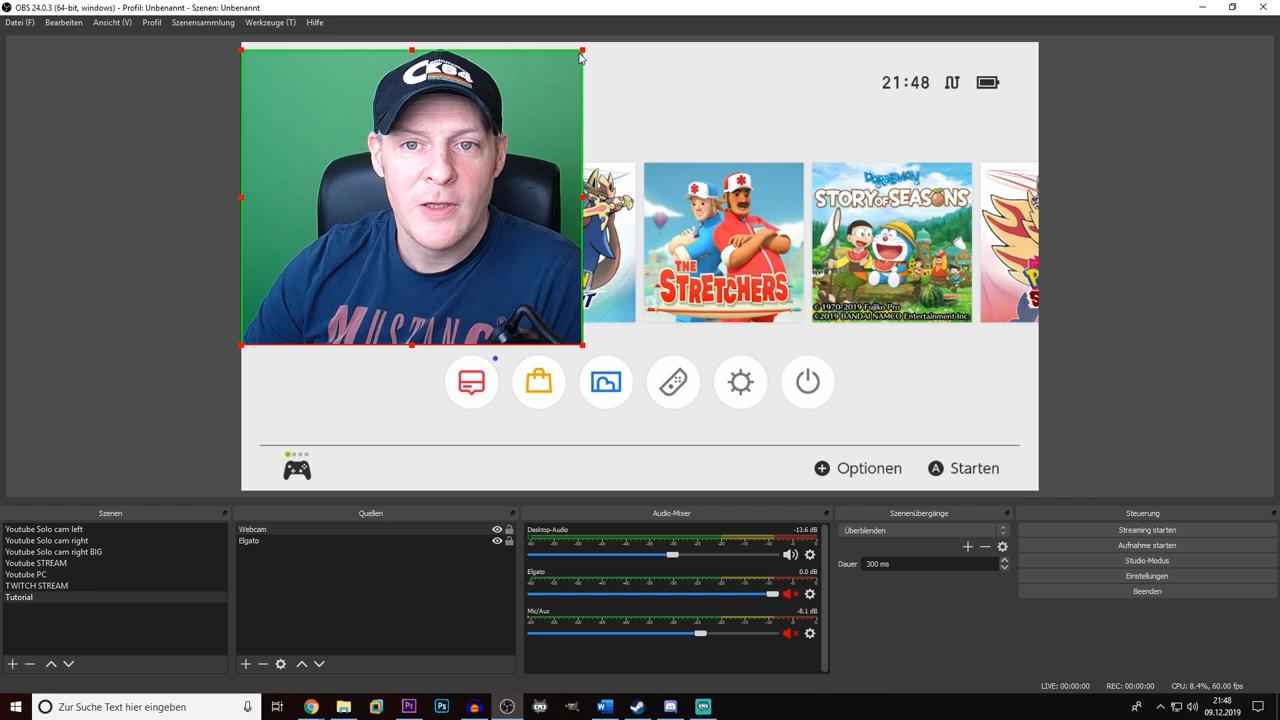 OBS 24.0.3 (64-bit, windows) - Profil: Unbenannt - Szenen: Unbenannt
Datei (F) Bearbeiten Ansicht (V) Profil Szenensammlung Werkzeuge (T) Hilfe
CK64
21:48
DORAEMON
STORY OF SEASONS
THE
STRETCHERS
© 1970-2019 Fujiko Pro
©2019 BANDAI NAMCO Entertainment Inc.
MUSTANG
Optionen
A Starten
Szenen
Youtube Solo cam left
Youtube Solo cam right
Youtube Solo cam right BIG
Youtube STREAM
Youtube PC
TWITCH STREAM
Tutorial
Quellen
Webcam
Elgato
Audio-Mixer
Desktop-Audio -13.6 dB
Elgato 0.0 dB
Mic/Aux -8.1 dB
Szenenübergänge
Überblenden
Dauer 300 ms
Steuerung
Streaming starten
Aufnahme starten
Studio-Modus
Einstellungen
Beenden
LIVE: 00:00:00 REC: 00:00:00 CPU: 8.4%, 60.00 fps
Zur Suche Text hier eingeben
21:48
09.12.2019